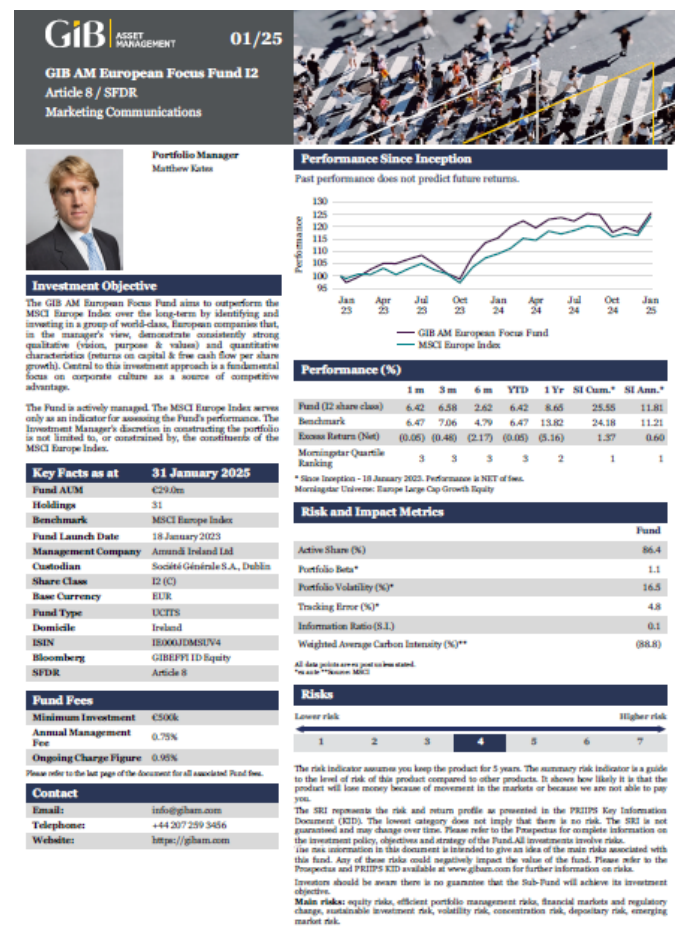 GIB ASSET MANAGEMENT
01/25
GIB AM European Focus Fund I2
Article 8 / SFDR
Marketing Communications
Portfolio Manager
Matthew Kates
Investment Objective
The GIB AM European Focus Fund aims to outperform the
MSCI Europe Index over the long-term by identifying and
investing in a group of world-class, European companies that,
in the manager's view, demonstrate consistently strong
qualitative (vision, purpose & values) and quantitative
characteristics (returns on capital & free cash flow per share
growth). Central to this investment approach is a fundamental
focus on corporate culture as a source of competitive
advantage.
The Fund is actively managed. The MSCI Europe Index serves
only as an indicator for assessing the Fund's performance. The
Investment Manager's discretion in constructing the portfolio
is not limited to, or constrained by, the constituents of the
MSCI Europe Index.
Key Facts as at 31 January 2025
Fund AUM €29.0m
Holdings 31
Benchmark MSCI Europe Index
Fund Launch Date 18 January 2023
Management Company Amundi Ireland Ltd
Custodian Société Générale S.A., Dublin
Share Class I2 (C)
Base Currency EUR
Fund Type UCITS
Domicile Ireland
ISIN IE000JDMSUV4
Bloomberg GIBEFFI ID Equity
SFDR Article 8
Fund Fees
Minimum Investment €500k
Annual Management Fee 0.75%
Ongoing Charge Figure 0.95%
Please refer to the last page of the document for all associated Fund fees.
Contact
Email: info@gibam.com
Telephone: +44 207 259 3456
Website: https://gibam.com
Performance Since Inception
Past performance does not predict future returns.
Performance
130
125
120
115
110
105
100
95
Jan 23 Apr 23 Jul 23 Oct 23 Jan 24 Apr 24 Jul 24 Oct 24 Jan 25
GIB AM European Focus Fund
MSCI Europe Index
Performance (%)
1 m 3 m 6 m YTD 1 Yr SI Cum.* SI Ann.*
Fund (I2 share class) 6.42 6.58 2.62 6.42 8.65 25.55 11.81
Benchmark 6.47 7.06 4.79 6.47 13.82 24.18 11.21
Excess Return (Net) (0.05) (0.48) (2.17) (0.05) (5.16) 1.37 0.60
Morningstar Quartile Ranking 3 3 3 3 2 1 1
* Since Inception - 18 January 2023. Performance is NET of fees.
Morningstar Universe: Europe Large Cap Growth Equity
Risk and Impact Metrics
Fund
Active Share (%) 86.4
Portfolio Beta* 1.1
Portfolio Volatility (%)* 16.5
Tracking Error (%)* 4.8
Information Ratio (S.I.) 0.1
Weighted Average Carbon Intensity (%)** (88.8)
All data points are ex post unless stated.
*ex ante **Source: MSCI
Risks
Lower risk Higher risk
1 2 3 4 5 6 7
The risk indicator assumes you keep the product for 5 years. The summary risk indicator is a guide
to the level of risk of this product compared to other products. It shows how likely it is that the
product will lose money because of movement in the markets or because we are not able to pay
you.
The SRI represents the risk and return profile as presented in the PRIIPS Key Information
Document (KID). The lowest category does not imply that there is no risk. The SRI is not
guaranteed and may change over time. Please refer to the Prospectus for complete information on
the investment policy, objectives and strategy of the Fund.All investments involve risks.
The risk information in this document is intended to give an idea of the main risks associated with
this fund. Any of these risks could negatively impact the value of the fund. Please refer to the
Prospectus and PRIIPS KID available at www.gibam.com for further information on risks.
Investors should be aware there is no guarantee that the Sub-Fund will achieve its investment
objective.
Main risks: equity risks, efficient portfolio management risks, financial markets and regulatory
change, sustainable investment risk, volatility risk, concentration risk, depositary risk, emerging
market risk.